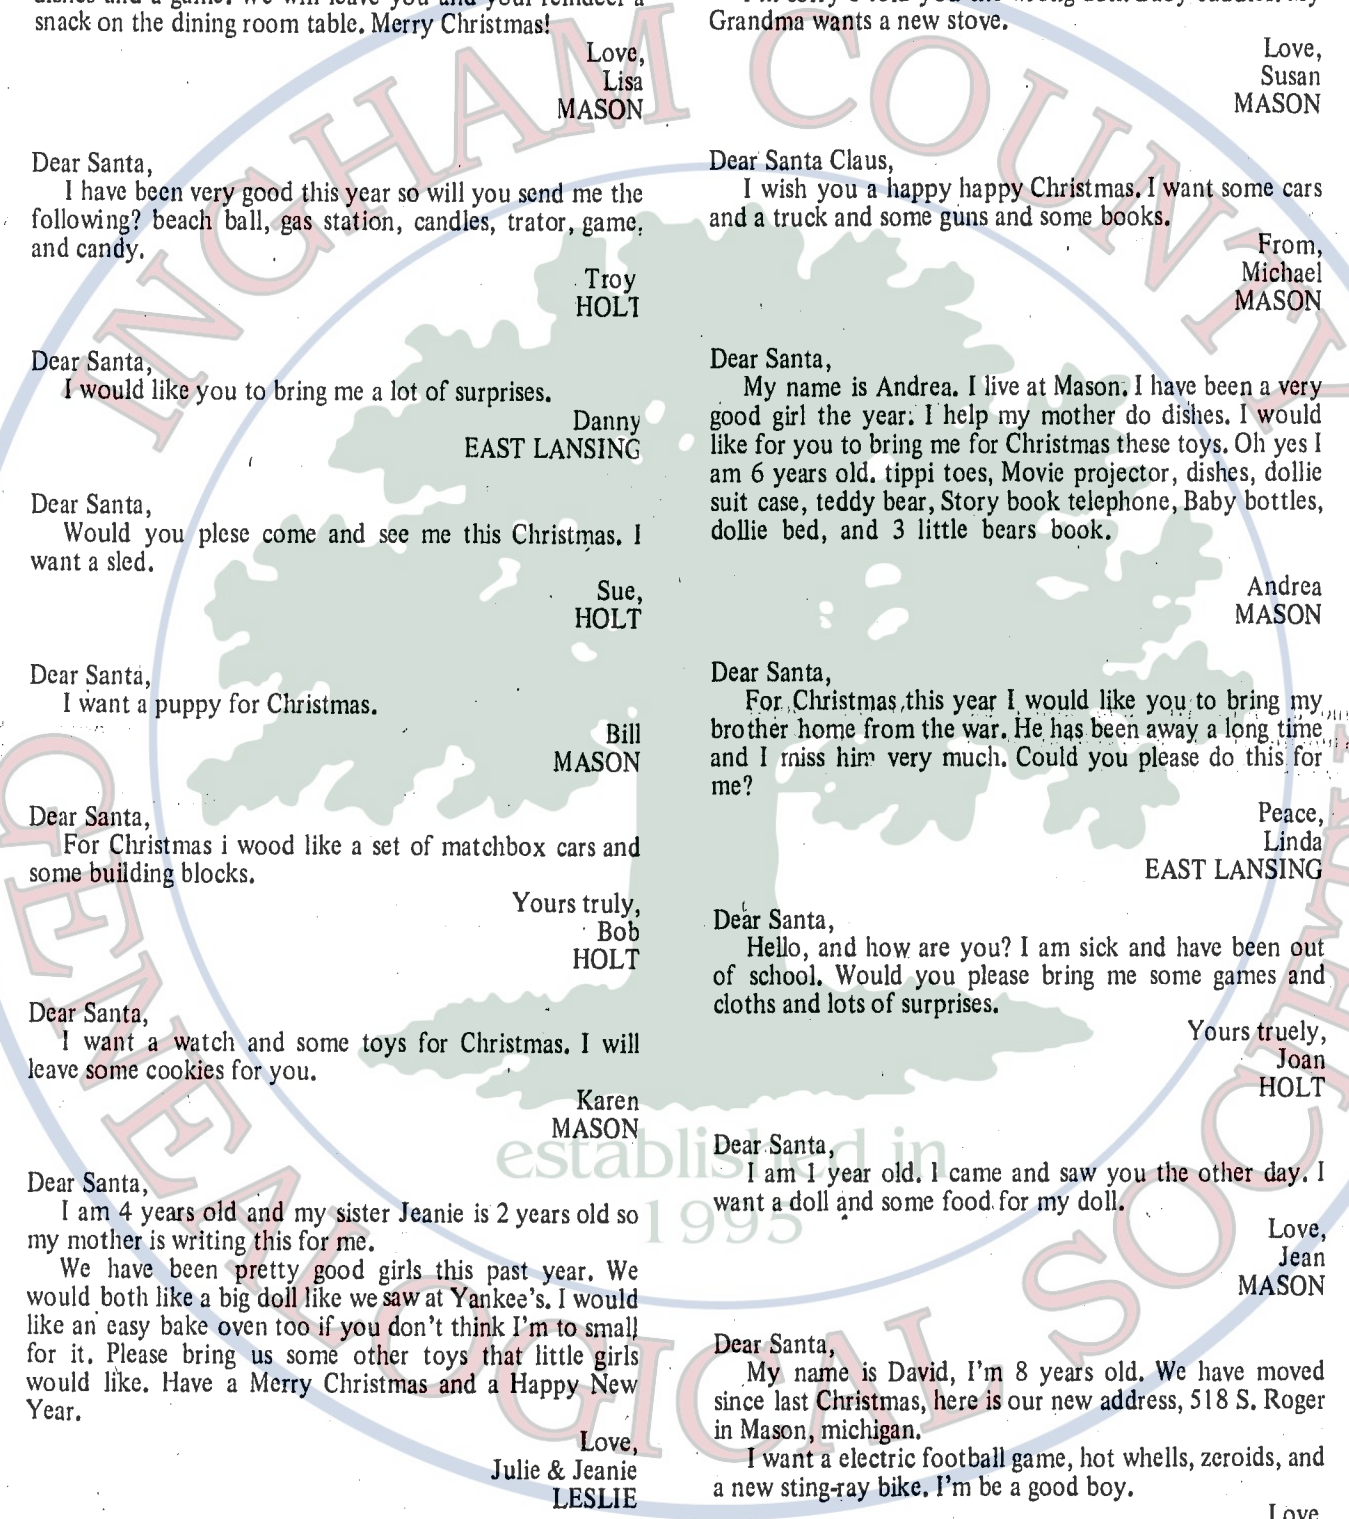 snack on the dining room table. Merry Christmas!
Love,
Lisa
MASON
Dear Santa,
I have been very good this year so will you send me the
following? beach ball, gas station, candles, trator, game,
and candy.
Troy
HOLT
Dear Santa,
I would like you to bring me a lot of surprises.
Danny
EAST LANSING
Dear Santa,
Would you plese come and see me this Christmas. I
want a sled.
Sue,
HOLT
Dear Santa,
I want a puppy for Christmas.
Bill
MASON
Dear Santa,
For Christmas i wood like a set of matchbox cars and
some building blocks.
Yours truly,
Bob
HOLT
Dear Santa,
I want a watch and some toys for Christmas. I will
leave some cookies for you.
Karen
MASON
Dear Santa,
I am 4 years old and my sister Jeanie is 2 years old so
my mother is writing this for me.
We have been pretty good girls this past year. We
would both like a big doll like we saw at Yankee's. I would
like an easy bake oven too if you don't think I'm to small
for it. Please bring us some other toys that little girls
would like. Have a Merry Christmas and a Happy New
Year.
Love,
Julie & Jeanie
LESLIE
Grandma wants a new stove.
Love,
Susan
MASON
Dear Santa Claus,
I wish you a happy happy Christmas. I want some cars
and a truck and some guns and some books.
From,
Michael
MASON
Dear Santa,
My name is Andrea. I live at Mason. I have been a very
good girl the year. I help my mother do dishes. I would
like for you to bring me for Christmas these toys. Oh yes I
am 6 years old. tippi toes, Movie projector, dishes, dollie
suit case, teddy bear, Story book telephone, Baby bottles,
dollie bed, and 3 little bears book.
Andrea
MASON
Dear Santa,
For Christmas this year I would like you to bring my
brother home from the war. He has been away a long time
and I miss him very much. Could you please do this for
me?
Peace,
Linda
EAST LANSING
Dear Santa,
Hello, and how are you? I am sick and have been out
of school. Would you please bring me some games and
cloths and lots of surprises.
Yours truely,
Joan
HOLT
Dear Santa,
I am 1 year old. I came and saw you the other day. I
want a doll and some food for my doll.
Love,
Jean
MASON
Dear Santa,
My name is David, I'm 8 years old. We have moved
since last Christmas, here is our new address, 518 S. Roger
in Mason, michigan.
I want a electric football game, hot whells, zeroids, and
a new sting-ray bike. I'm be a good boy.
Love
INGHAM COUNTY
GENEALOGICAL SOCIETY
established in
1995